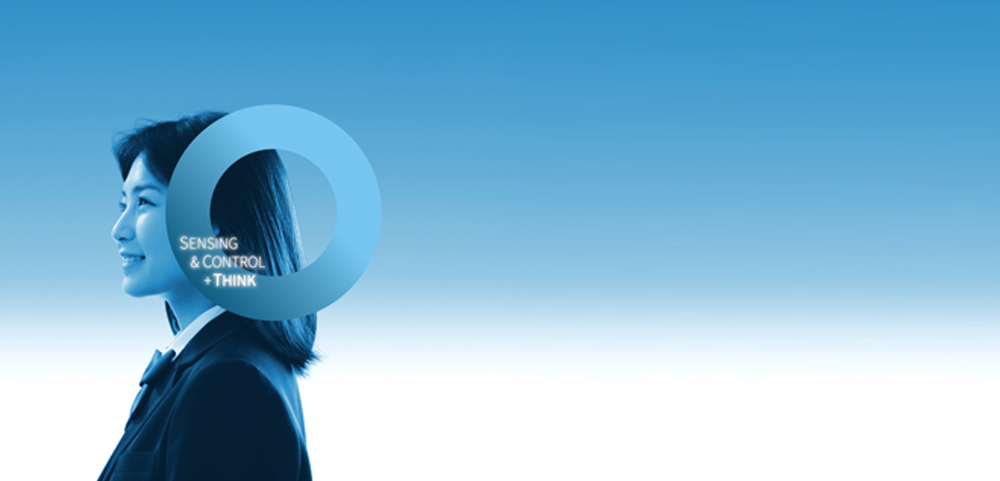 SENSING
& CONTROL
+ THINK